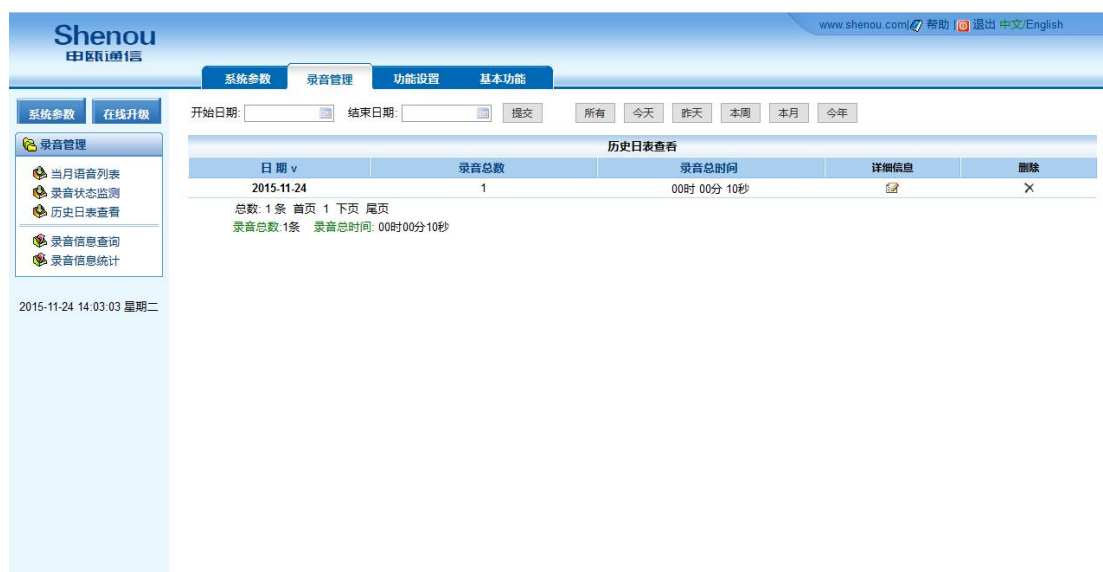 Shenou
申瓯通信
www.shenou.com| 帮助 | 退出 中文/English
系统参数 录音管理 功能设置 基本功能
系统参数 在线升级
开始日期: 结束日期: 提交 所有 今天 昨天 本周 本月 今年
录音管理
当月语音列表
录音状态监测
历史日表查看
录音信息查询
录音信息统计
2015-11-24 14:03:03 星期二
历史日表查看
日 期 v 录音总数 录音总时间 详细信息 删除
2015-11-24 1 00时 00分 10秒
总数: 1 条 首页 1 下页 尾页
录音总数:1条 录音总时间: 00时00分10秒